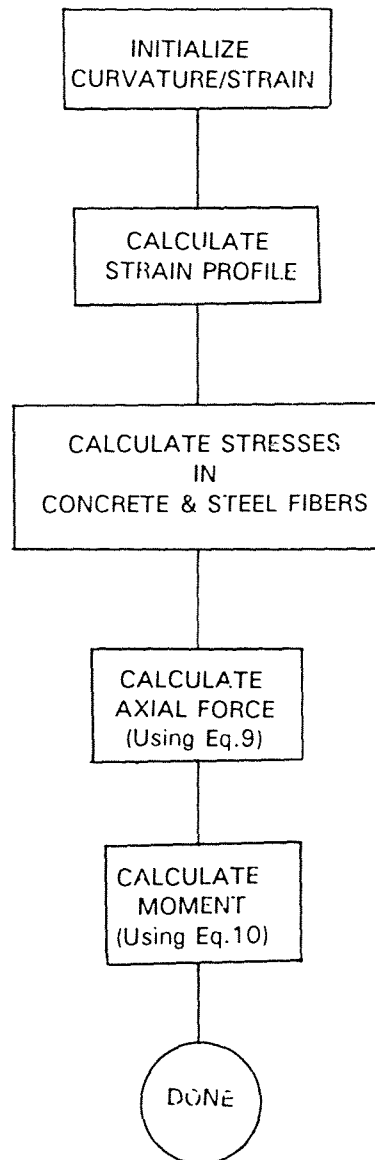 INITIALIZE
CURVATURE/STRAIN
CALCULATE
STRAIN PROFILE
CALCULATE STRESSES
IN
CONCRETE & STEEL FIBERS
CALCULATE
AXIAL FORCE
(Using Eq.9)
CALCULATE
MOMENT
(Using Eq.10)
DONE